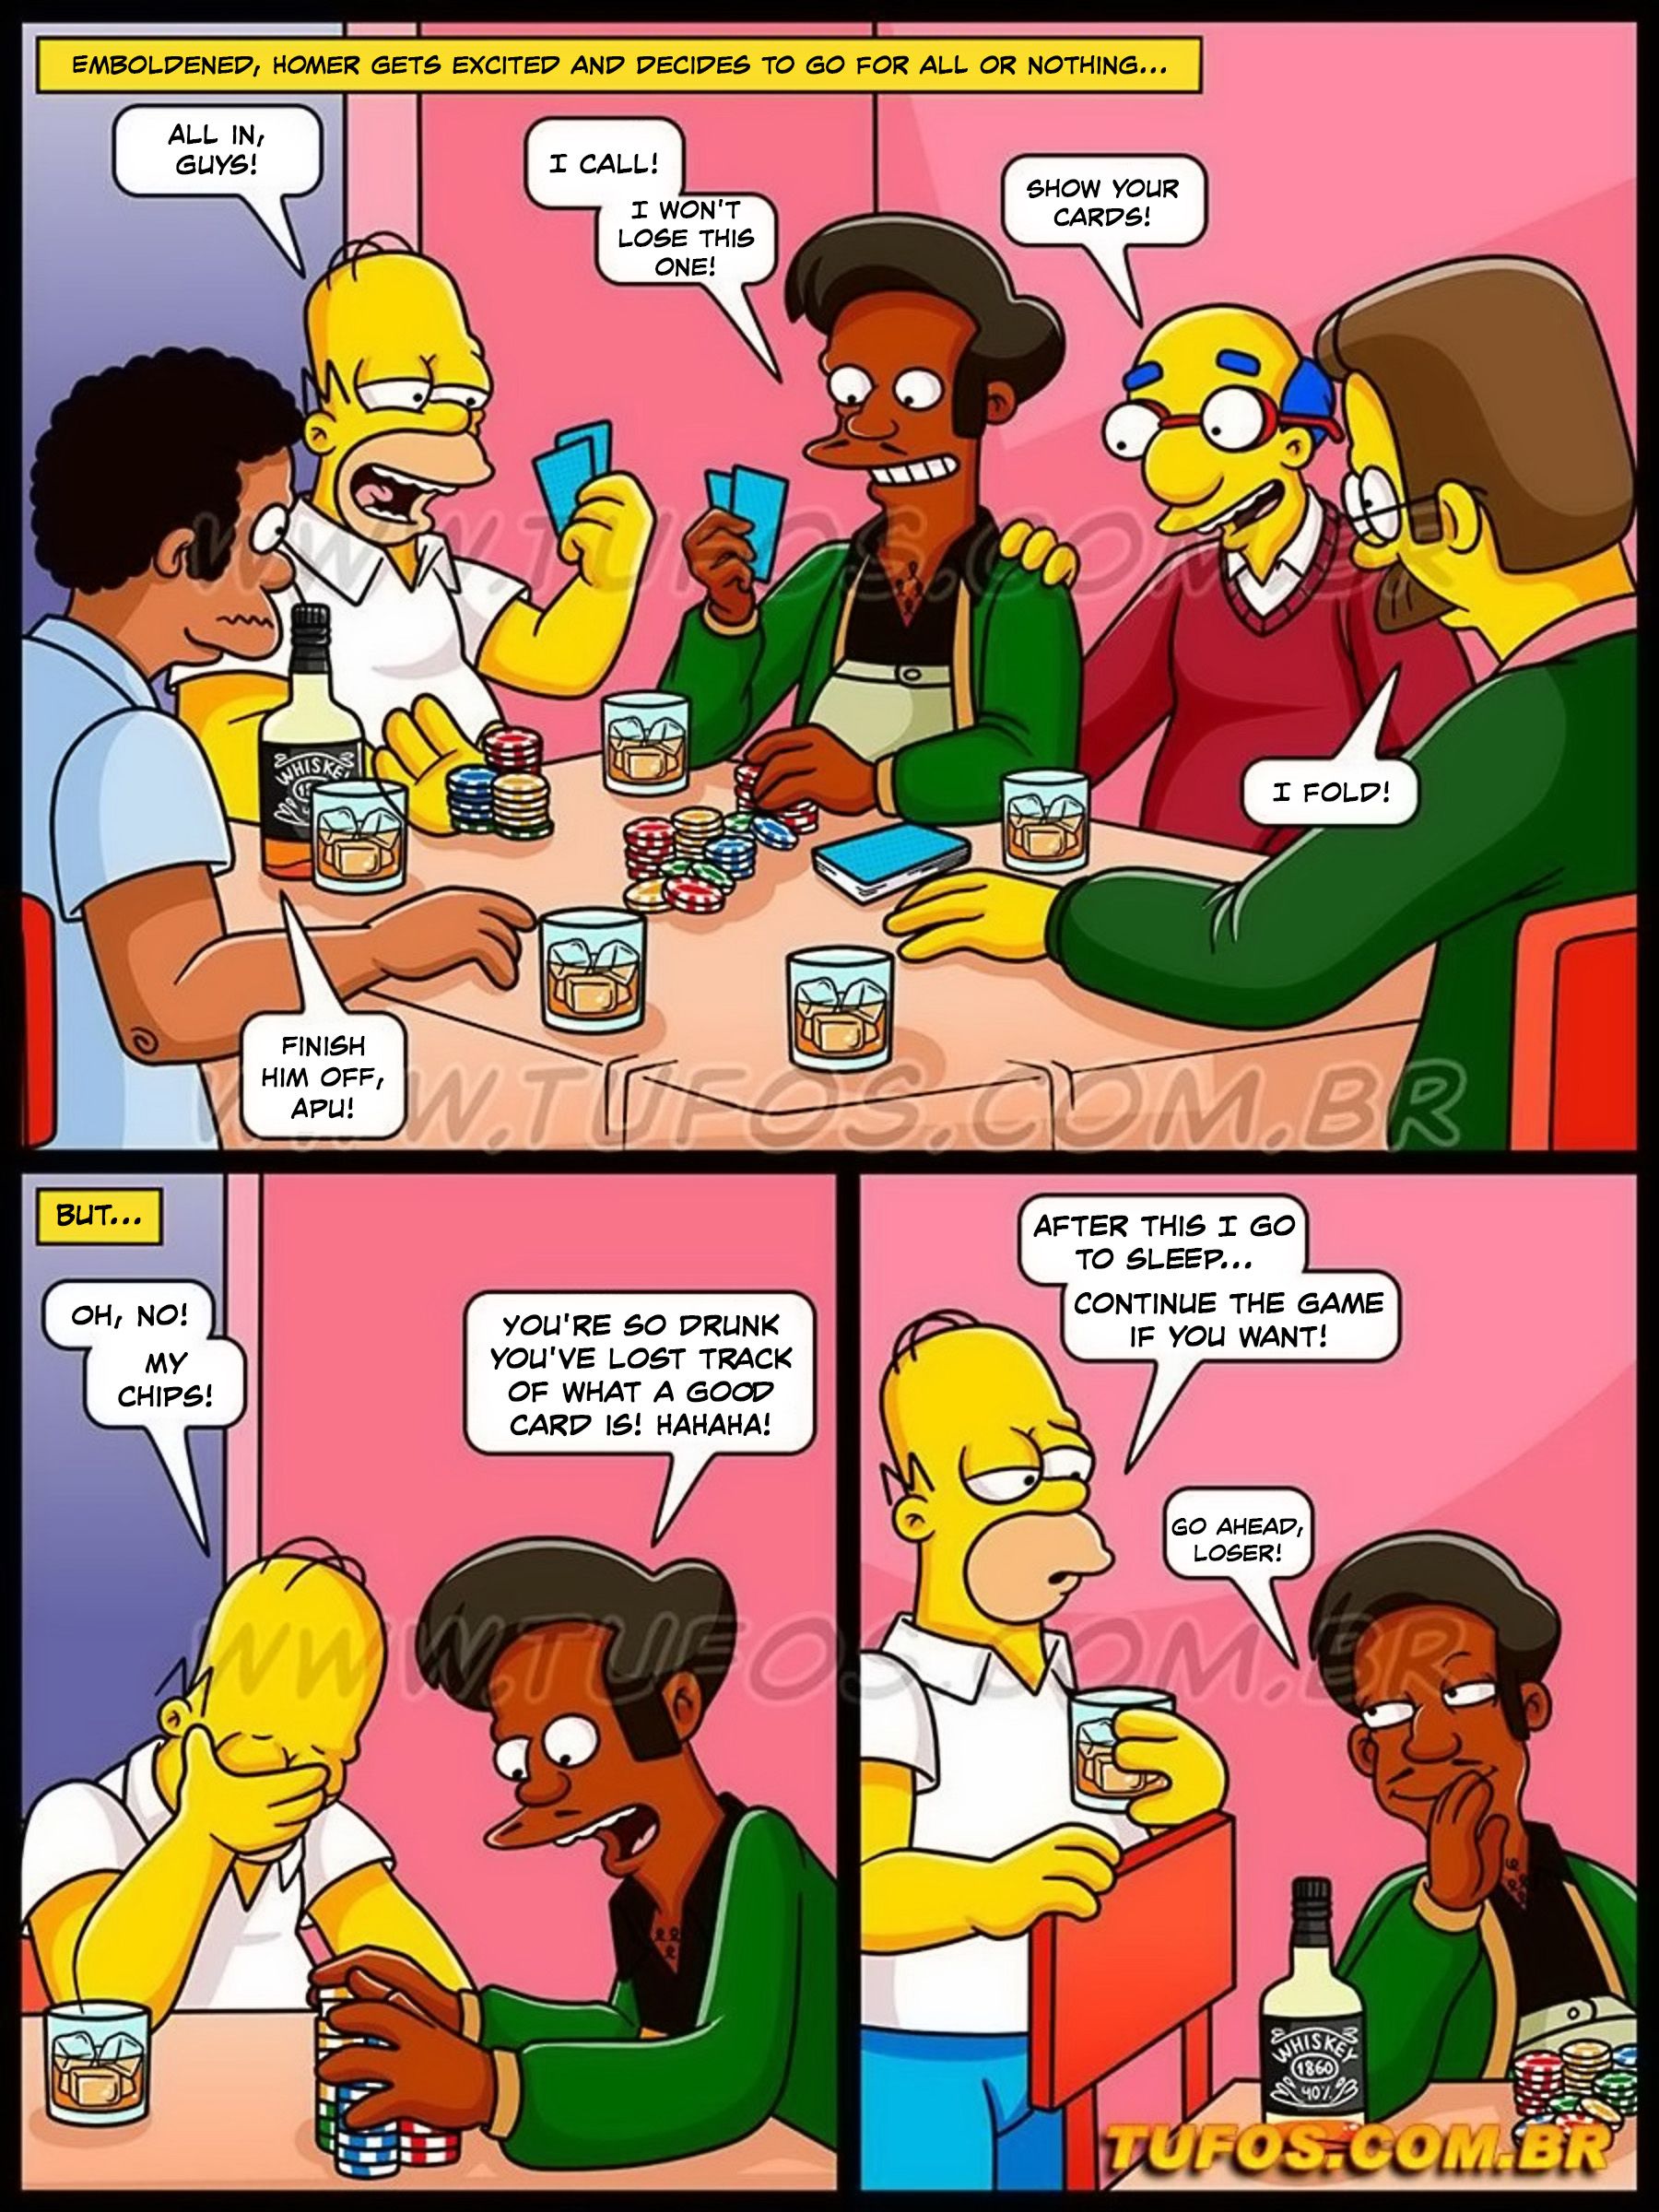 EMBOLDENED, HOMER GETS EXCITED AND DECIDES TO GO FOR ALL OR NOTHING...
ALL IN,
GUYS!
I CALL!
I WON'T
LOSE THIS
ONE!
SHOW YOUR
CARDS!
WWW.TUFOS.COM.BR
WHISKEY
I FOLD!
FINISH
HIM OFF,
APU!
WWW.TUFOS.COM.BR
BUT...
OH, NO!
MY
CHIPS!
YOU'RE SO DRUNK
YOU'VE LOST TRACK
OF WHAT A GOOD
CARD IS! HAHAHA!
AFTER THIS I GO
TO SLEEP...
CONTINUE THE GAME
IF YOU WANT!
GO AHEAD,
LOSER!
WWW.TUFOS.COM.BR
WHISKEY
1860
40%
TUFOS.COM.BR